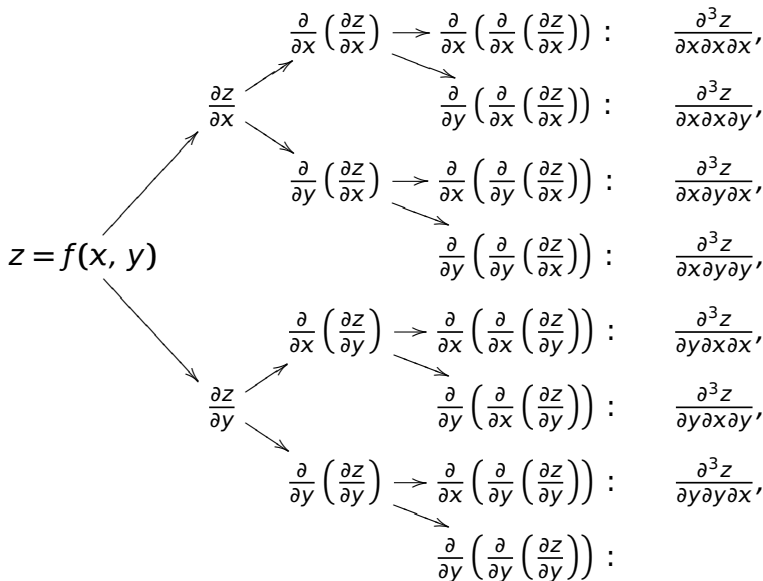 ∂/∂x (∂z/∂x) → ∂/∂x (∂/∂x (∂z/∂x)) : ∂³z/∂x∂x∂x,
∂z/∂x ∂/∂y (∂/∂x (∂z/∂x)) : ∂³z/∂x∂x∂y,
∂/∂y (∂z/∂x) → ∂/∂x (∂/∂y (∂z/∂x)) : ∂³z/∂x∂y∂x,
z = f(x, y) ∂/∂y (∂/∂y (∂z/∂x)) : ∂³z/∂x∂y∂y,
∂/∂x (∂z/∂y) → ∂/∂x (∂/∂x (∂z/∂y)) : ∂³z/∂y∂x∂x,
∂z/∂y ∂/∂y (∂/∂x (∂z/∂y)) : ∂³z/∂y∂x∂y,
∂/∂y (∂z/∂y) → ∂/∂x (∂/∂y (∂z/∂y)) : ∂³z/∂y∂y∂x,
∂/∂y (∂/∂y (∂z/∂y)) :